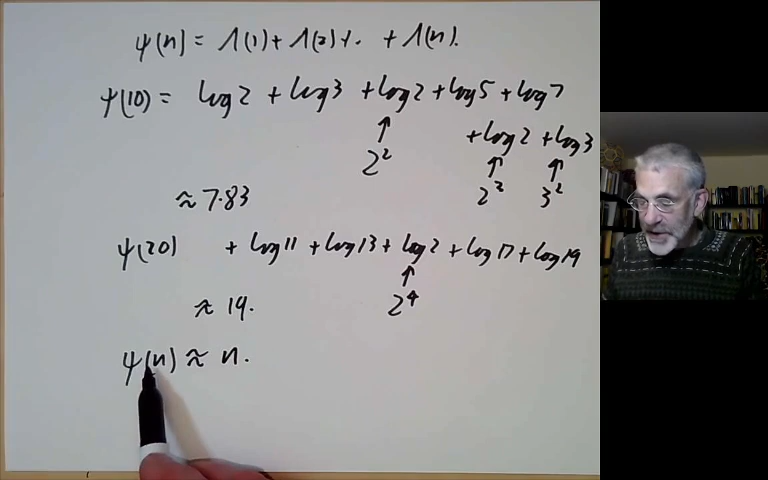 ψ(n) = Λ(1) + Λ(2) + . + Λ(n).
ψ(10) = log 2 + log 3 + log 2 + log 5 + log 7
+ log 2 + log 3
↑ ↑ ↑
2² 2³ 3²
≈ 7.83
ψ(20) + log 11 + log 13 + log 2 + log 17 + log 19
↑
≈ 19. 2⁴
ψ(n) ≈ n.